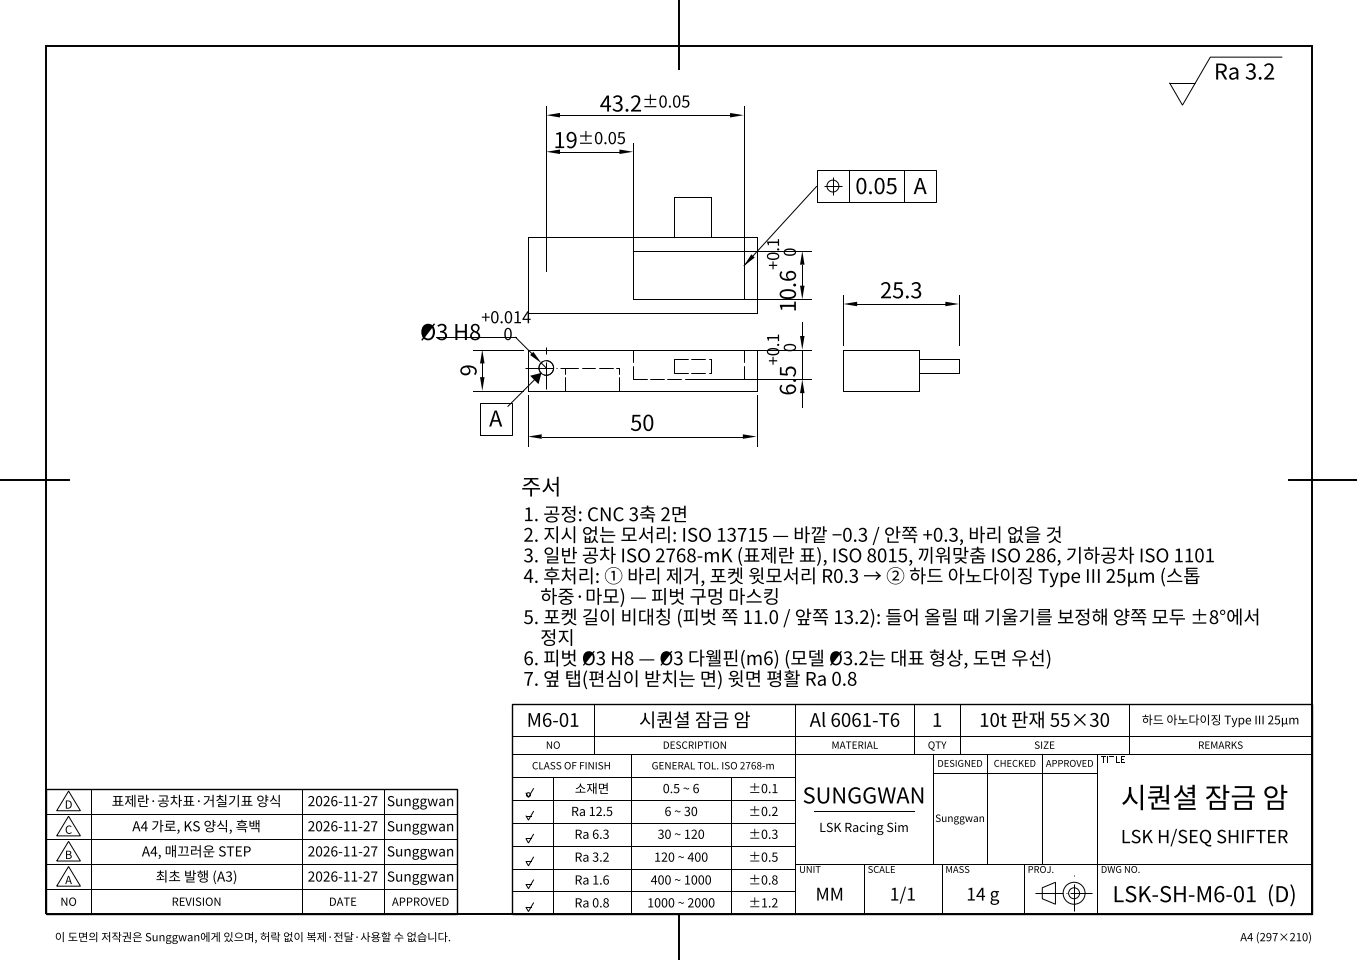 Ra 3.2
43.2±0.05
19±0.05
0.05 A
10.6 +0.1 0
25.3
Ø3 H8 +0.014 0
6.5 +0.1 0
9
A
50
주서
1. 공정: CNC 3축 2면
2. 지시 없는 모서리: ISO 13715 — 바깥 −0.3 / 안쪽 +0.3, 바리 없을 것
3. 일반 공차 ISO 2768-mK (표제란 표), ISO 8015, 끼워맞춤 ISO 286, 기하공차 ISO 1101
4. 후처리: ① 바리 제거, 포켓 윗모서리 R0.3 → ② 하드 아노다이징 Type III 25µm (스톱
하중·마모) — 피벗 구멍 마스킹
5. 포켓 길이 비대칭 (피벗 쪽 11.0 / 앞쪽 13.2): 들어 올릴 때 기울기를 보정해 양쪽 모두 ±8°에서
정지
6. 피벗 Ø3 H8 — Ø3 다웰핀(m6) (모델 Ø3.2는 대표 형상, 도면 우선)
7. 옆 탭(편심이 받치는 면) 윗면 평활 Ra 0.8
M6-01 시퀀셜 잠금 암 Al 6061-T6 1 10t 판재 55×30 하드 아노다이징 Type III 25µm
NO DESCRIPTION MATERIAL QTY SIZE REMARKS
CLASS OF FINISH GENERAL TOL. ISO 2768-m
소재면 0.5 ~ 6 ±0.1
Ra 12.5 6 ~ 30 ±0.2
Ra 6.3 30 ~ 120 ±0.3
Ra 3.2 120 ~ 400 ±0.5
Ra 1.6 400 ~ 1000 ±0.8
Ra 0.8 1000 ~ 2000 ±1.2
SUNGGWAN
LSK Racing Sim
DESIGNED CHECKED APPROVED
Sunggwan
TITLE
시퀀셜 잠금 암
LSK H/SEQ SHIFTER
UNIT SCALE MASS PROJ. DWG NO.
MM 1/1 14 g LSK-SH-M6-01 (D)
D 표제란·공차표·거칠기표 양식 2026-11-27 Sunggwan
C A4 가로, KS 양식, 흑백 2026-11-27 Sunggwan
B A4, 매끄러운 STEP 2026-11-27 Sunggwan
A 최초 발행 (A3) 2026-11-27 Sunggwan
NO REVISION DATE APPROVED
이 도면의 저작권은 Sunggwan에게 있으며, 허락 없이 복제·전달·사용할 수 없습니다.
A4 (297×210)